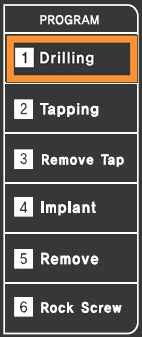 PROGRAM
1 Drilling
2 Tapping
3 Remove Tap
4 Implant
5 Remove
6 Rock Screw